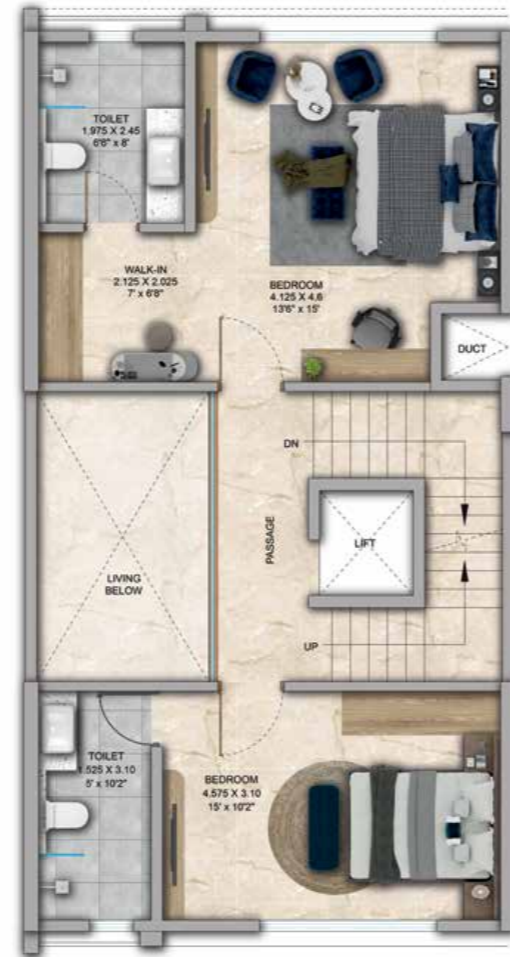 TOILET
1.975 X 2.45
6'6" x 8'
WALK-IN
2.125 X 2.025
7' x 6'8"
BEDROOM
4.125 X 4.6
13'6" x 15'
DUCT
DN
PASSAGE
LIFT
LIVING
BELOW
UP
TOILET
1.525 X 3.10
5' x 10'2"
BEDROOM
4.575 X 3.10
15' x 10'2"